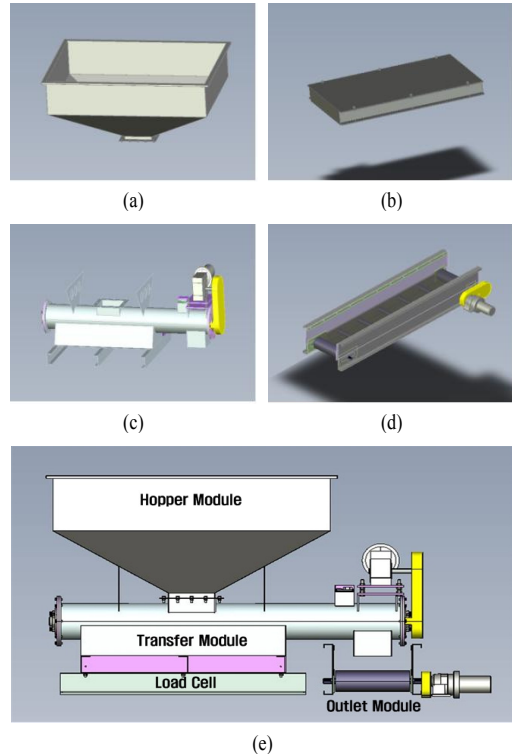 (a)
(b)
(c)
(d)
Hopper Module
Transfer Module
Load Cell
Outlet Module
(e)